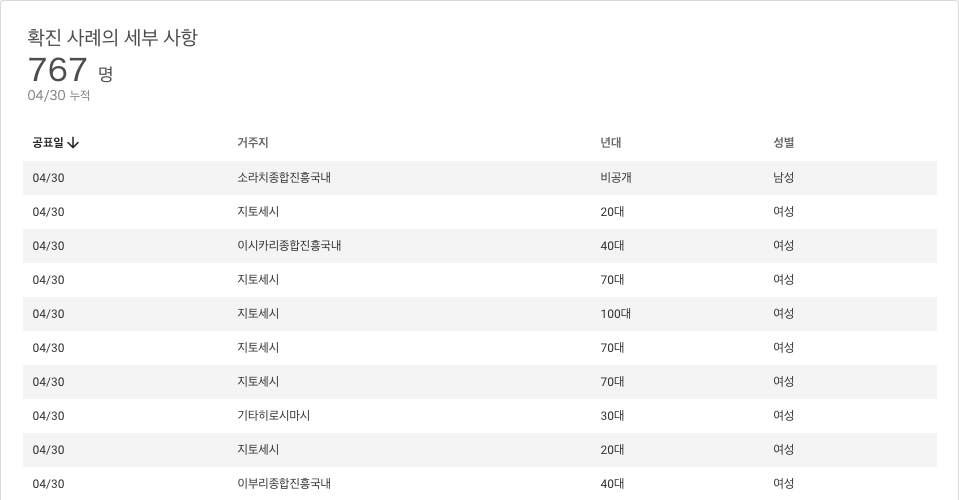 확진 사례의 세부 사항
767 명
04/30 누적
공표일 거주지 년대 성별
04/30 소라치종합진흥국내 비공개 남성
04/30 지토세시 20대 여성
04/30 이시카리종합진흥국내 40대 여성
04/30 지토세시 70대 여성
04/30 지토세시 100대 여성
04/30 지토세시 70대 여성
04/30 지토세시 70대 여성
04/30 기타히로시마시 30대 여성
04/30 지토세시 20대 여성
04/30 이부리종합진흥국내 40대 여성